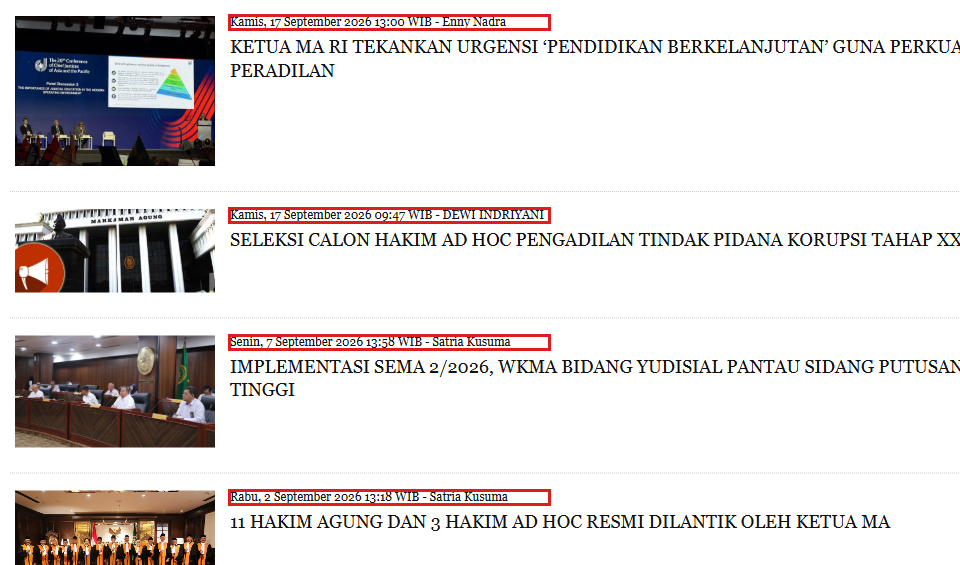 The 20th Conference
of Chief Justices
of Asia and the Pacific
Panel Discussion 3
THE IMPORTANCE OF JUDICIAL EDUCATION IN THE MODERN
OPERATING ENVIRONMENT
Kamis, 17 September 2026 13:00 WIB - Enny Nadra
KETUA MA RI TEKANKAN URGENSI ‘PENDIDIKAN BERKELANJUTAN’ GUNA PERKUA
PERADILAN
MAHKAMAH AGUNG
Kamis, 17 September 2026 09:47 WIB - DEWI INDRIYANI
SELEKSI CALON HAKIM AD HOC PENGADILAN TINDAK PIDANA KORUPSI TAHAP XX
Senin, 7 September 2026 13:58 WIB - Satria Kusuma
IMPLEMENTASI SEMA 2/2026, WKMA BIDANG YUDISIAL PANTAU SIDANG PUTUSAN
TINGGI
Rabu, 2 September 2026 13:18 WIB - Satria Kusuma
11 HAKIM AGUNG DAN 3 HAKIM AD HOC RESMI DILANTIK OLEH KETUA MA